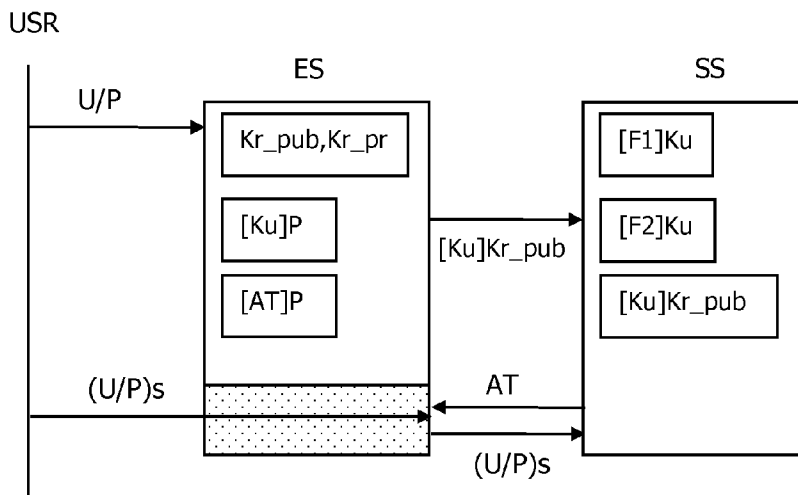 USR
ES
SS
U/P
Kr_pub,Kr_pr
[F1]Ku
[Ku]P
[F2]Ku
[Ku]Kr_pub
[AT]P
[Ku]Kr_pub
(U/P)s
AT
(U/P)s